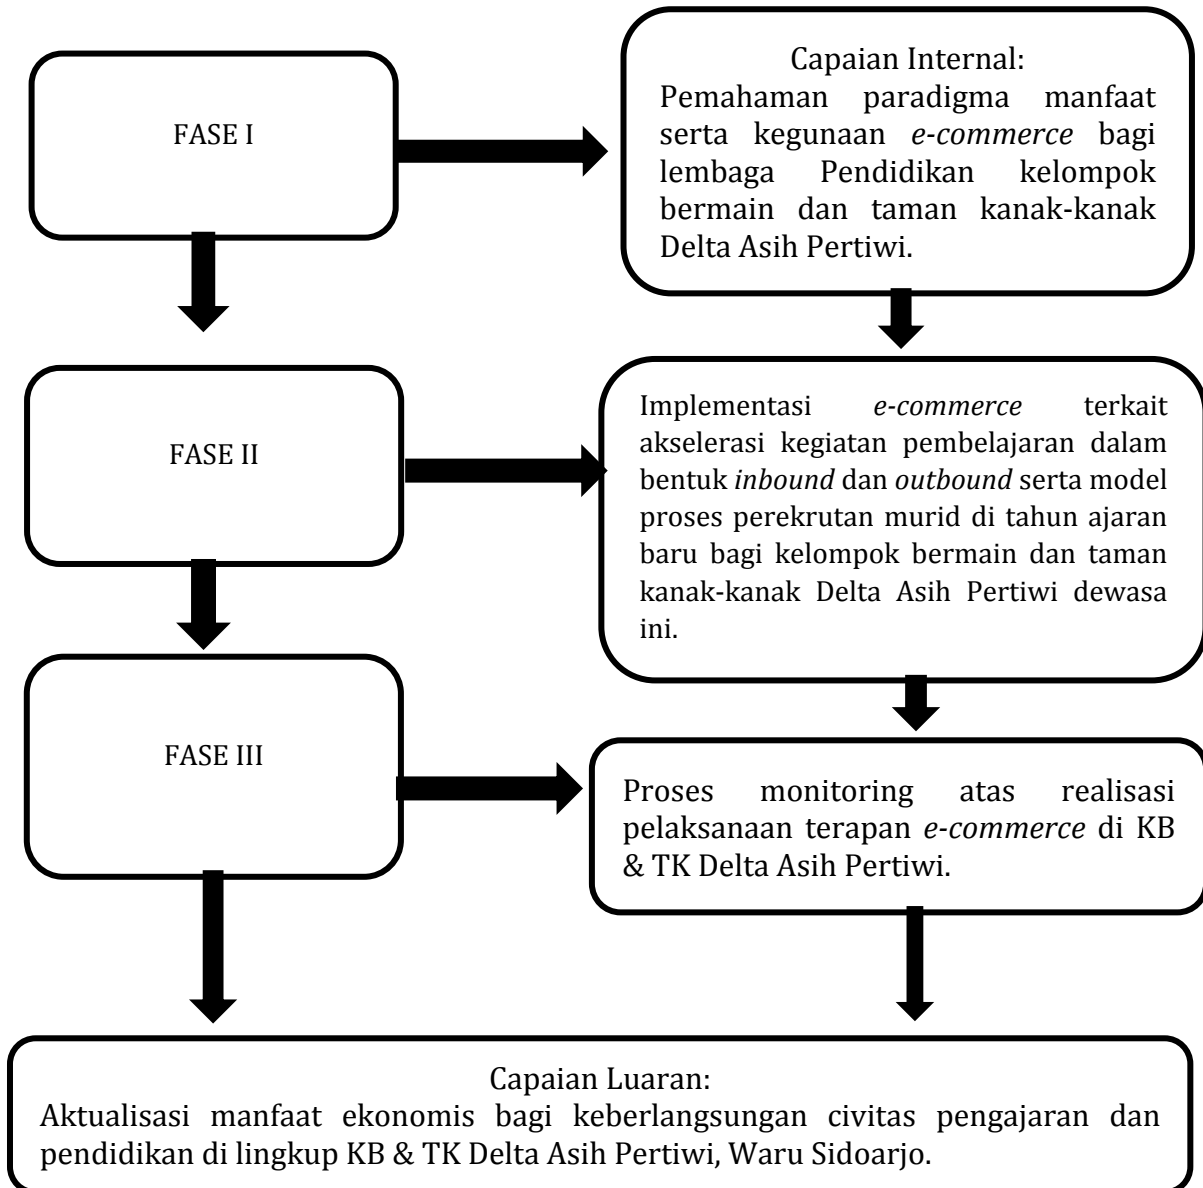 FASE I
Capaian Internal:
Pemahaman paradigma manfaat
serta kegunaan e-commerce bagi
lembaga Pendidikan kelompok
bermain dan taman kanak-kanak
Delta Asih Pertiwi.
FASE II
Implementasi e-commerce terkait
akselerasi kegiatan pembelajaran dalam
bentuk inbound dan outbound serta model
proses perekrutan murid di tahun ajaran
baru bagi kelompok bermain dan taman
kanak-kanak Delta Asih Pertiwi dewasa
ini.
FASE III
Proses monitoring atas realisasi
pelaksanaan terapan e-commerce di KB
& TK Delta Asih Pertiwi.
Capaian Luaran:
Aktualisasi manfaat ekonomis bagi keberlangsungan civitas pengajaran dan
pendidikan di lingkup KB & TK Delta Asih Pertiwi, Waru Sidoarjo.